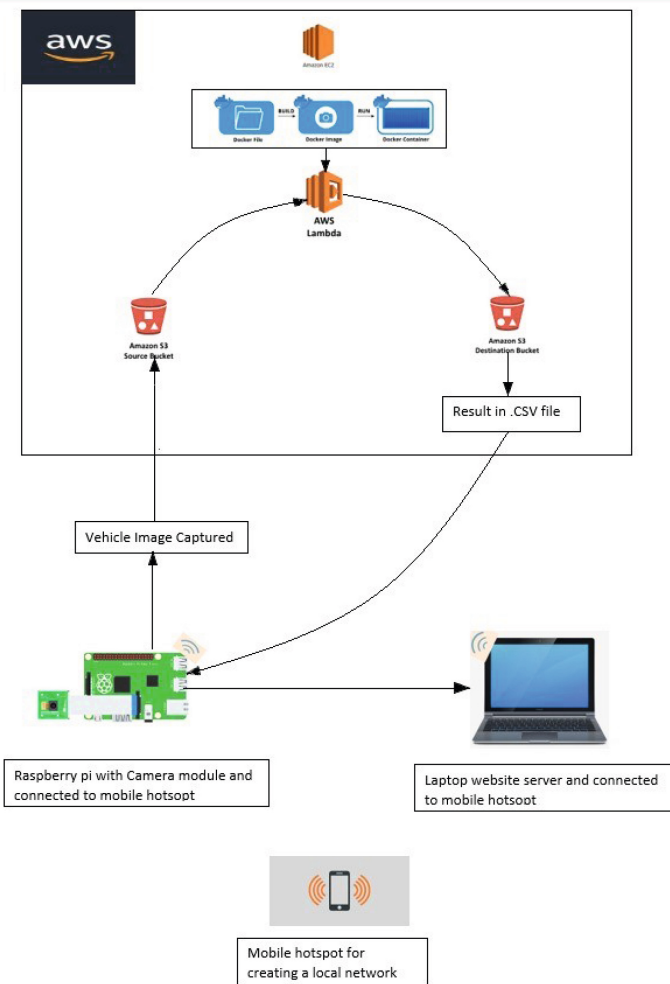 aws
Amazon EC2
BUILD
RUN
Docker File
Docker Image
Docker Container
AWS
Lambda
Amazon S3
Source Bucket
Amazon S3
Destination Bucket
Result in .CSV file
Vehicle Image Captured
Raspberry pi with Camera module and
connected to mobile hotsopt
Laptop website server and connected
to mobile hotsopt
Mobile hotspot for
creating a local network